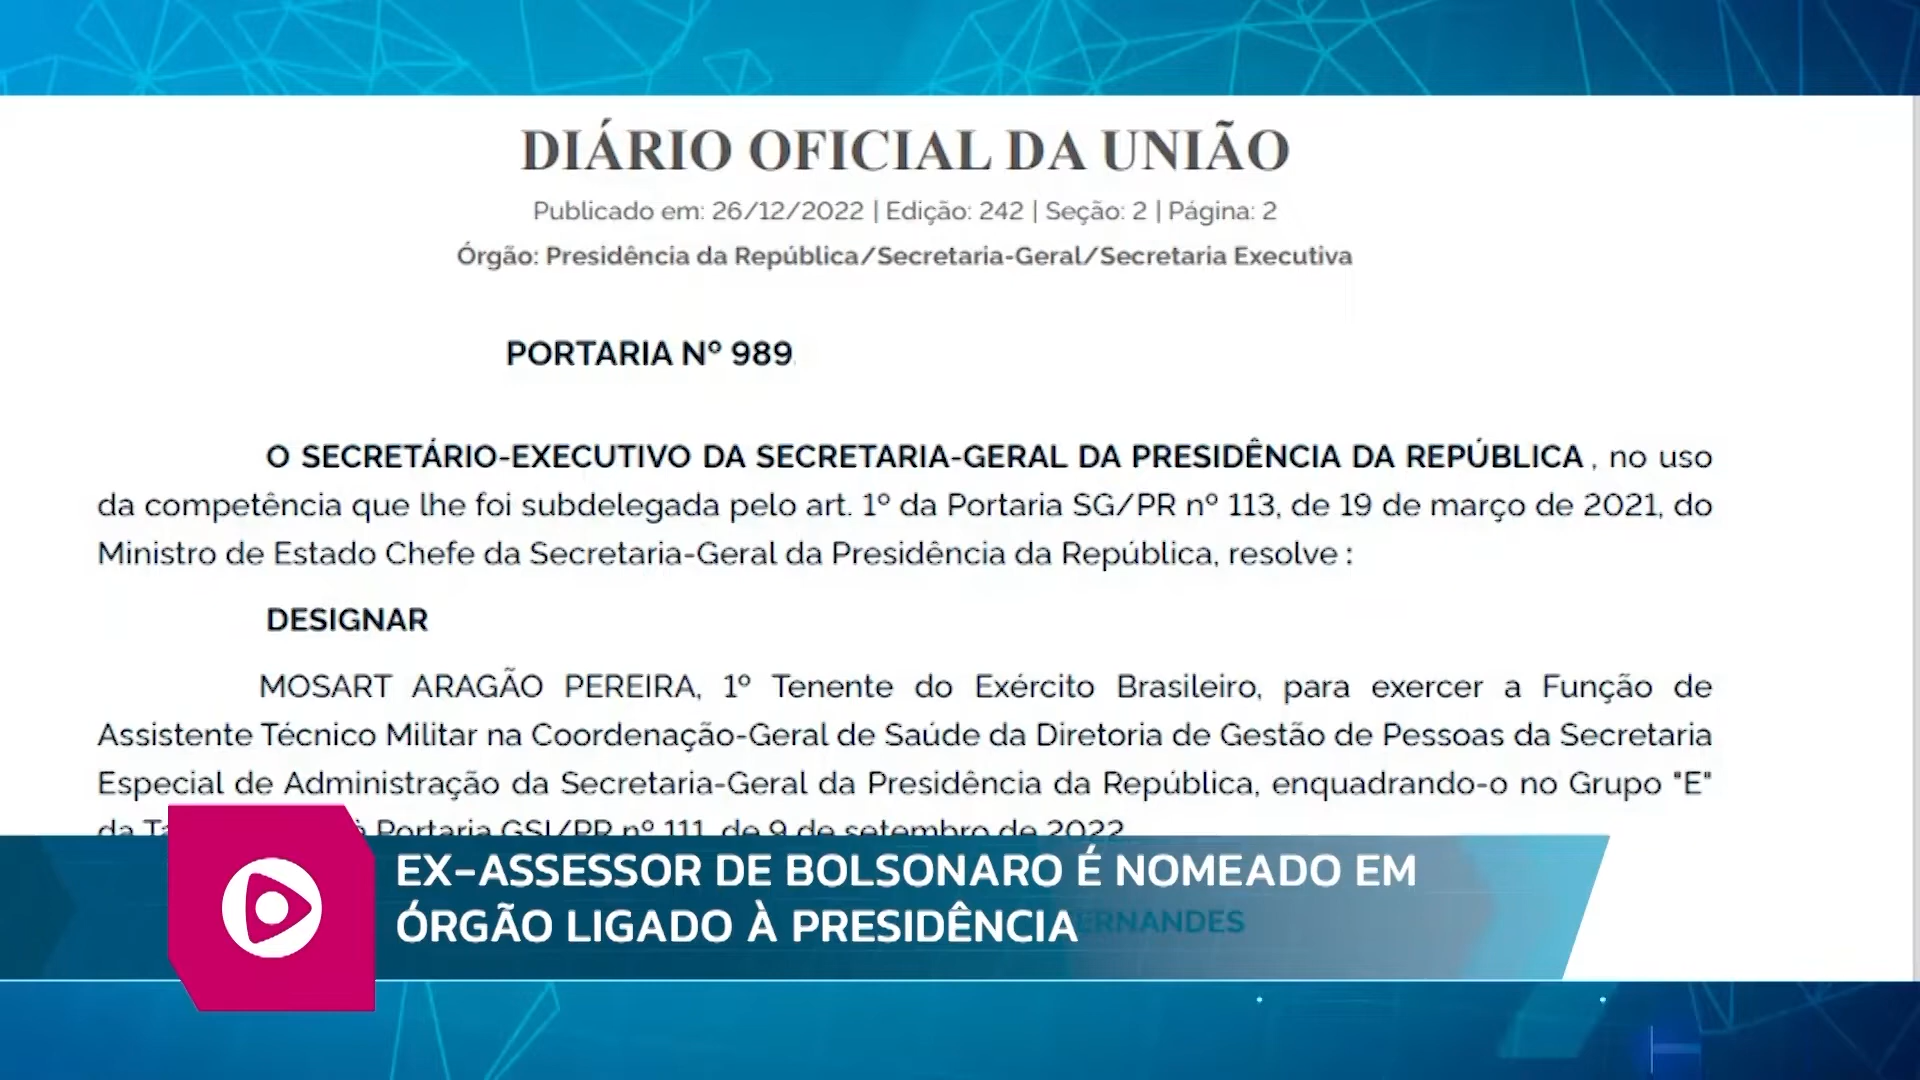 DIÁRIO OFICIAL DA UNIÃO
Publicado em: 26/12/2022 | Edição: 242 | Seção: 2 | Página: 2
Órgão: Presidência da República/Secretaria-Geral/Secretaria Executiva
PORTARIA Nº 989
O SECRETÁRIO-EXECUTIVO DA SECRETARIA-GERAL DA PRESIDÊNCIA DA REPÚBLICA , no uso
da competência que lhe foi subdelegada pelo art. 1º da Portaria SG/PR nº 113, de 19 de março de 2021, do
Ministro de Estado Chefe da Secretaria-Geral da Presidência da República, resolve :
DESIGNAR
MOSART ARAGÃO PEREIRA, 1º Tenente do Exército Brasileiro, para exercer a Função de
Assistente Técnico Militar na Coordenação-Geral de Saúde da Diretoria de Gestão de Pessoas da Secretaria
Especial de Administração da Secretaria-Geral da Presidência da República, enquadrando-o no Grupo "E"
da Portaria GSI/PR nº 111, de 9 de setembro de 2022.
EX-ASSESSOR DE BOLSONARO É NOMEADO EM
ÓRGÃO LIGADO À PRESIDÊNCIA